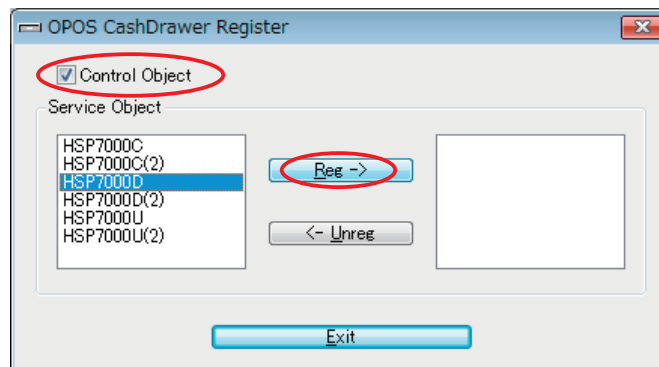 OPOS CashDrawer Register
Control Object
Service Object
HSP7000C
HSP7000C(2)
HSP7000D
HSP7000D(2)
HSP7000U
HSP7000U(2)
Reg ->
<- Unreg
Exit